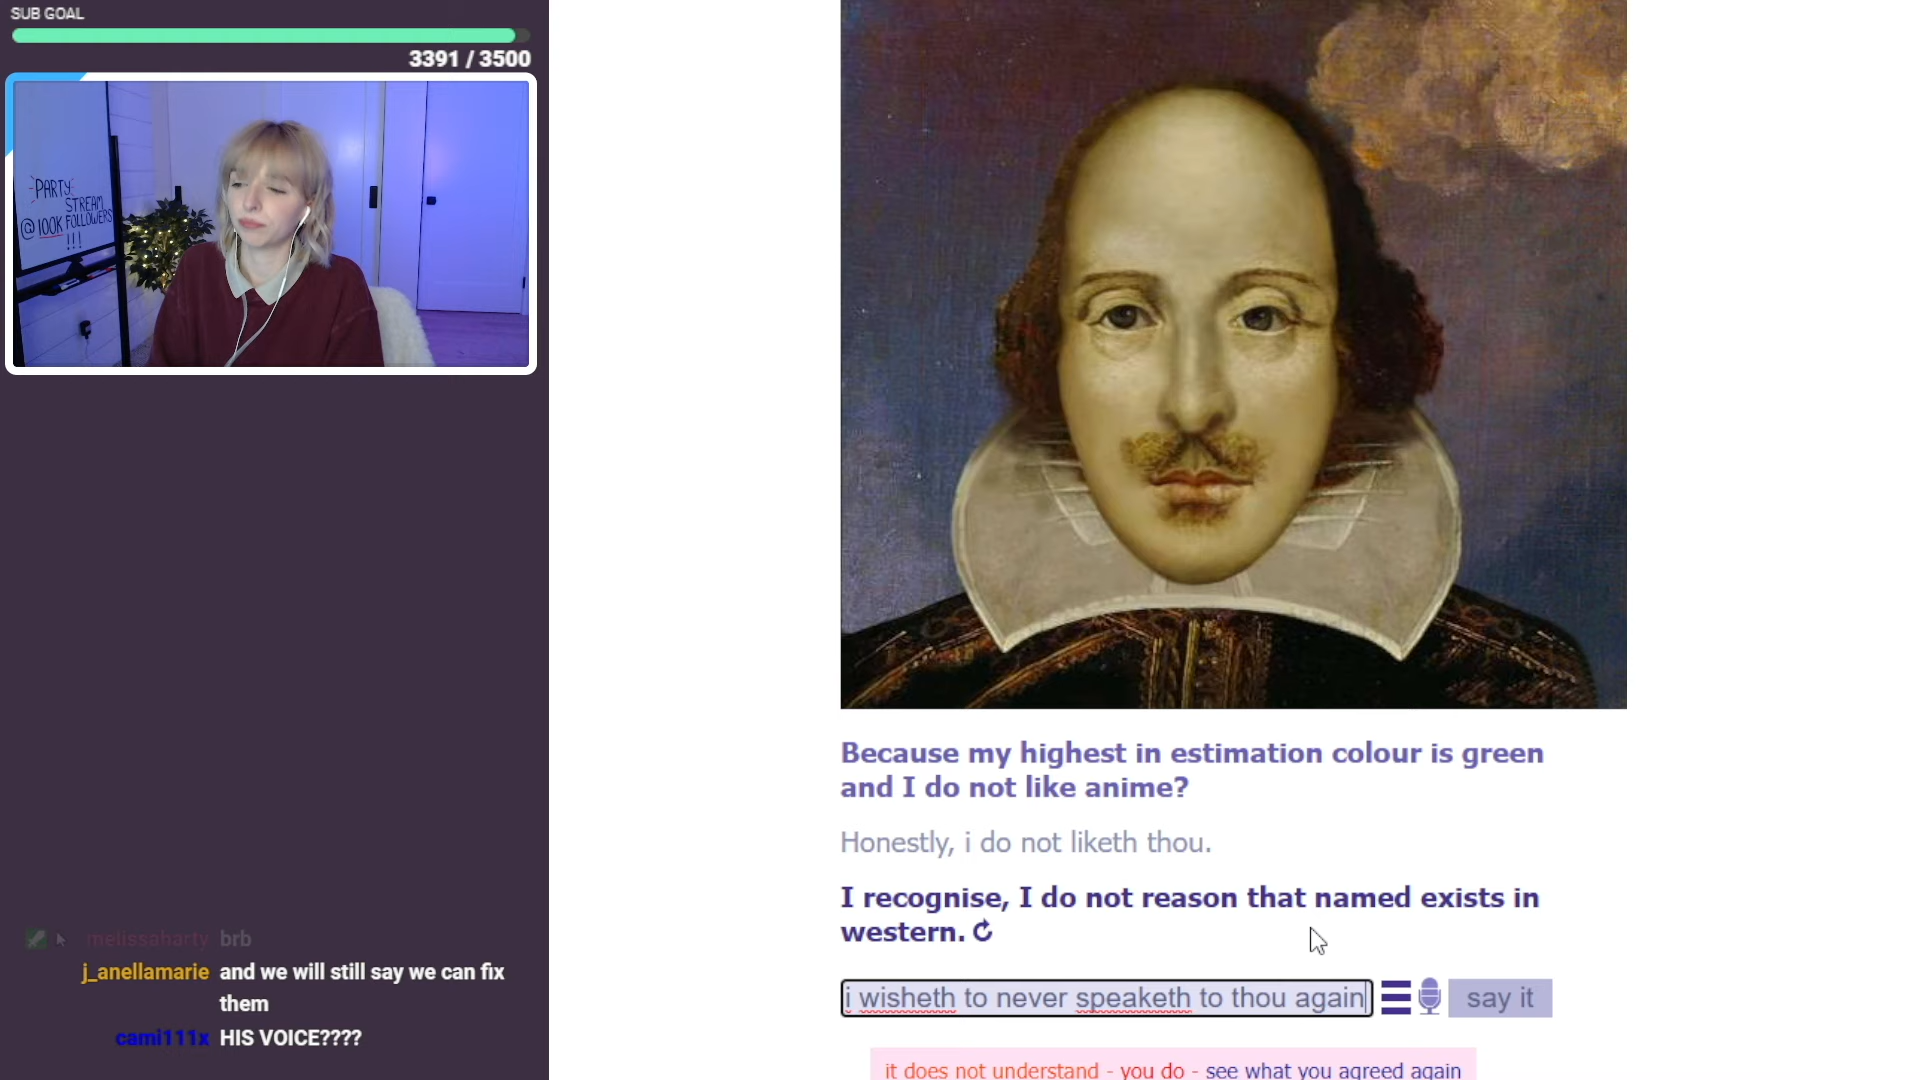 SUB GOAL
3391 / 3500
PARTY
STREAM
@100K FOLLOWERS
!!!
melissaharty brb
j_anellamarie and we will still say we can fix
them
cami111x HIS VOICE????
Because my highest in estimation colour is green
and I do not like anime?
Honestly, i do not liketh thou.
I recognise, I do not reason that named exists in
western.
i wisheth to never speaketh to thou again
say it
it does not understand - you do - see what you agreed again